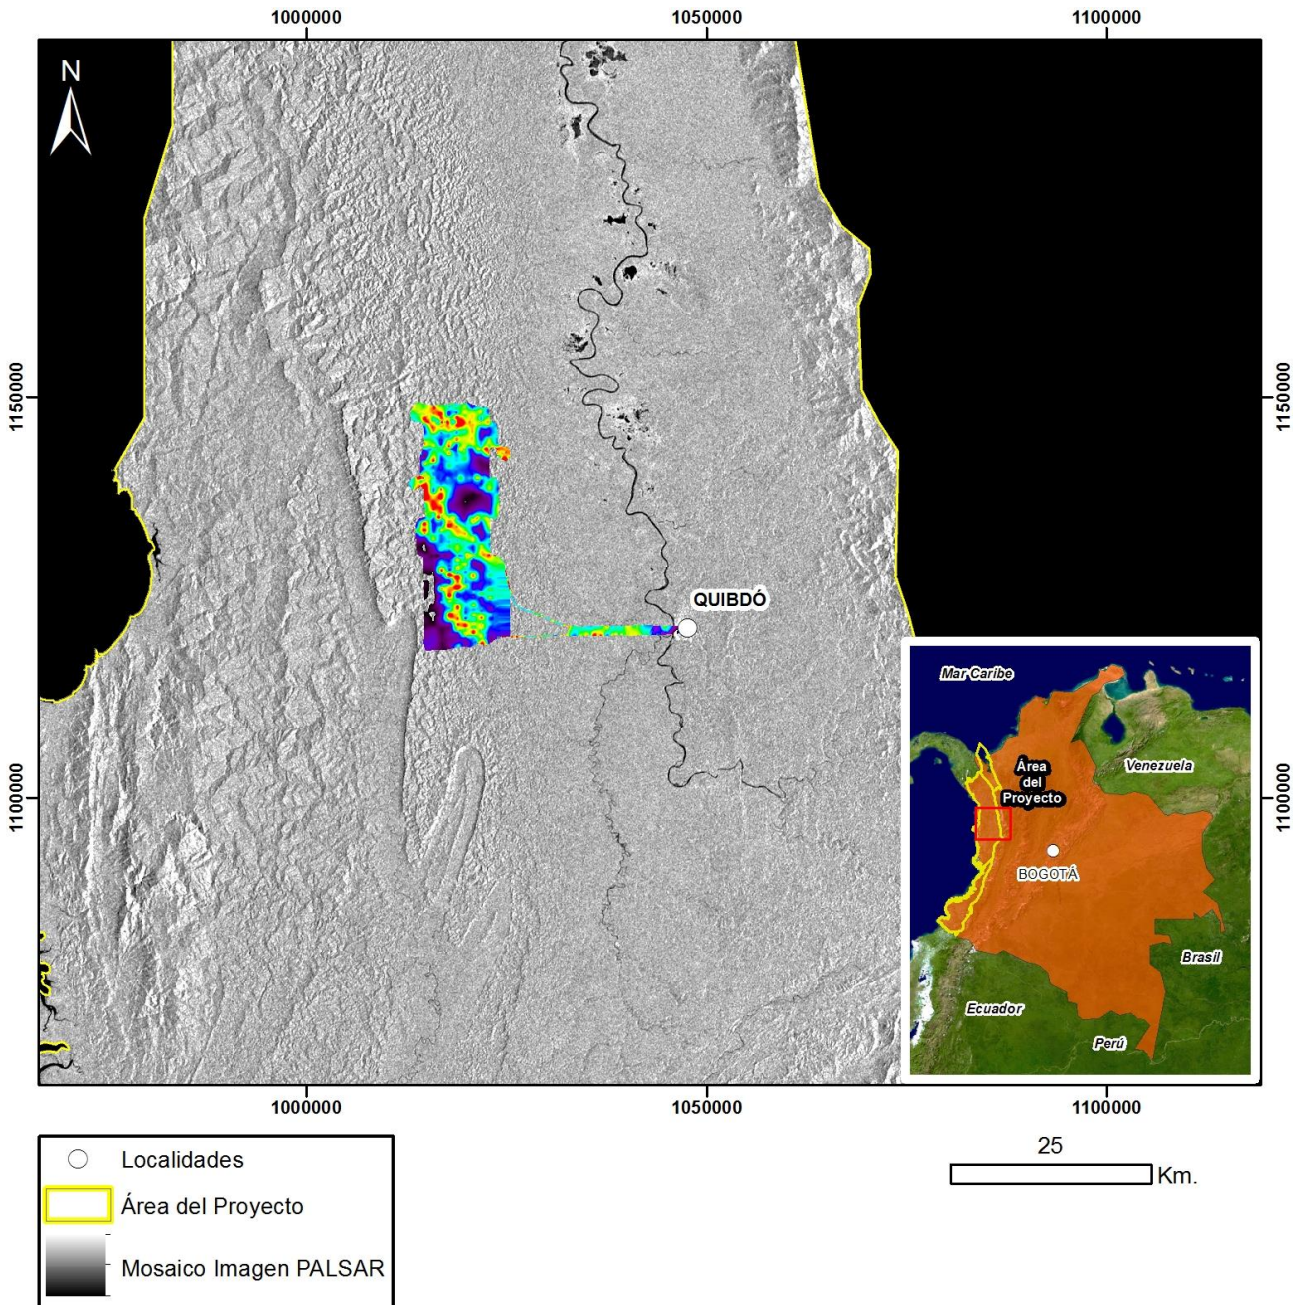 1000000
1050000
1100000
N
1150000
1150000
QUIBDÓ
Mar Caribe
Venezuela
Área
del
Proyecto
BOGOTÁ
Brasil
Ecuador
Perú
1100000
1100000
1000000
1050000
1100000
25
Km.
Localidades
Área del Proyecto
Mosaico Imagen PALSAR